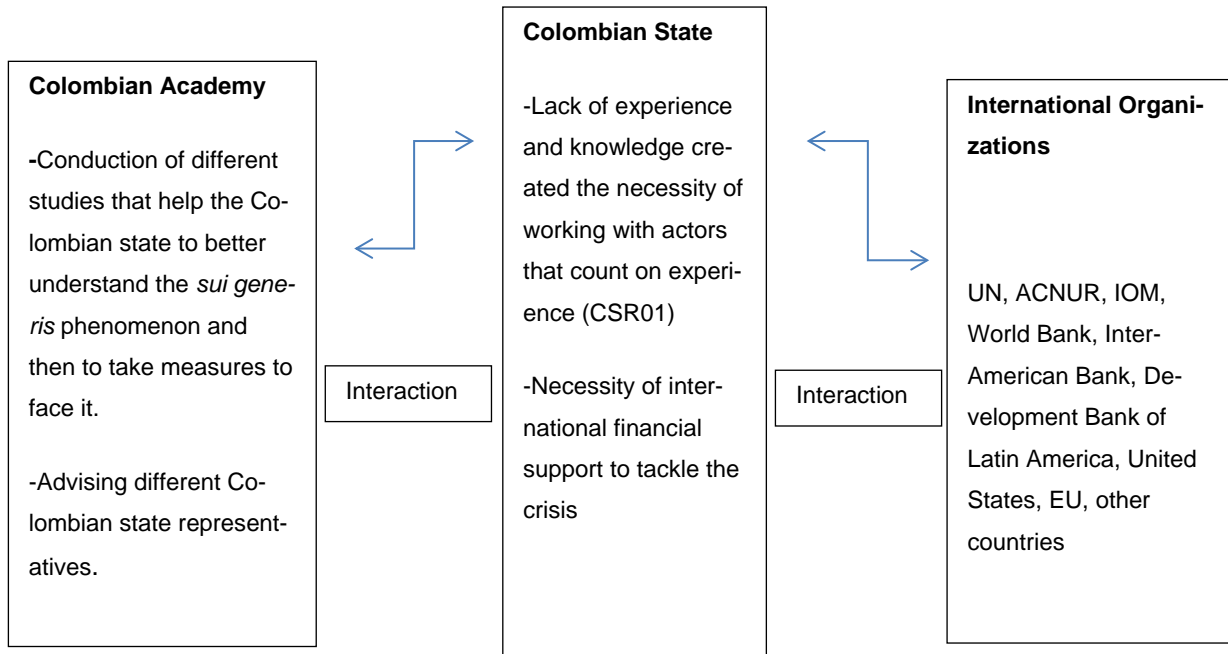 Colombian Academy
-Conduction of different
studies that help the Co-
lombian state to better
understand the sui gene-
ris phenomenon and
then to take measures to
face it.
-Advising different Co-
lombian state represent-
atives.
Interaction
Colombian State
-Lack of experience
and knowledge cre-
ated the necessity of
working with actors
that count on experi-
ence (CSR01)
-Necessity of inter-
national financial
support to tackle the
crisis
Interaction
International Organi-
zations
UN, ACNUR, IOM,
World Bank, Inter-
American Bank, De-
velopment Bank of
Latin America, United
States, EU, other
countries